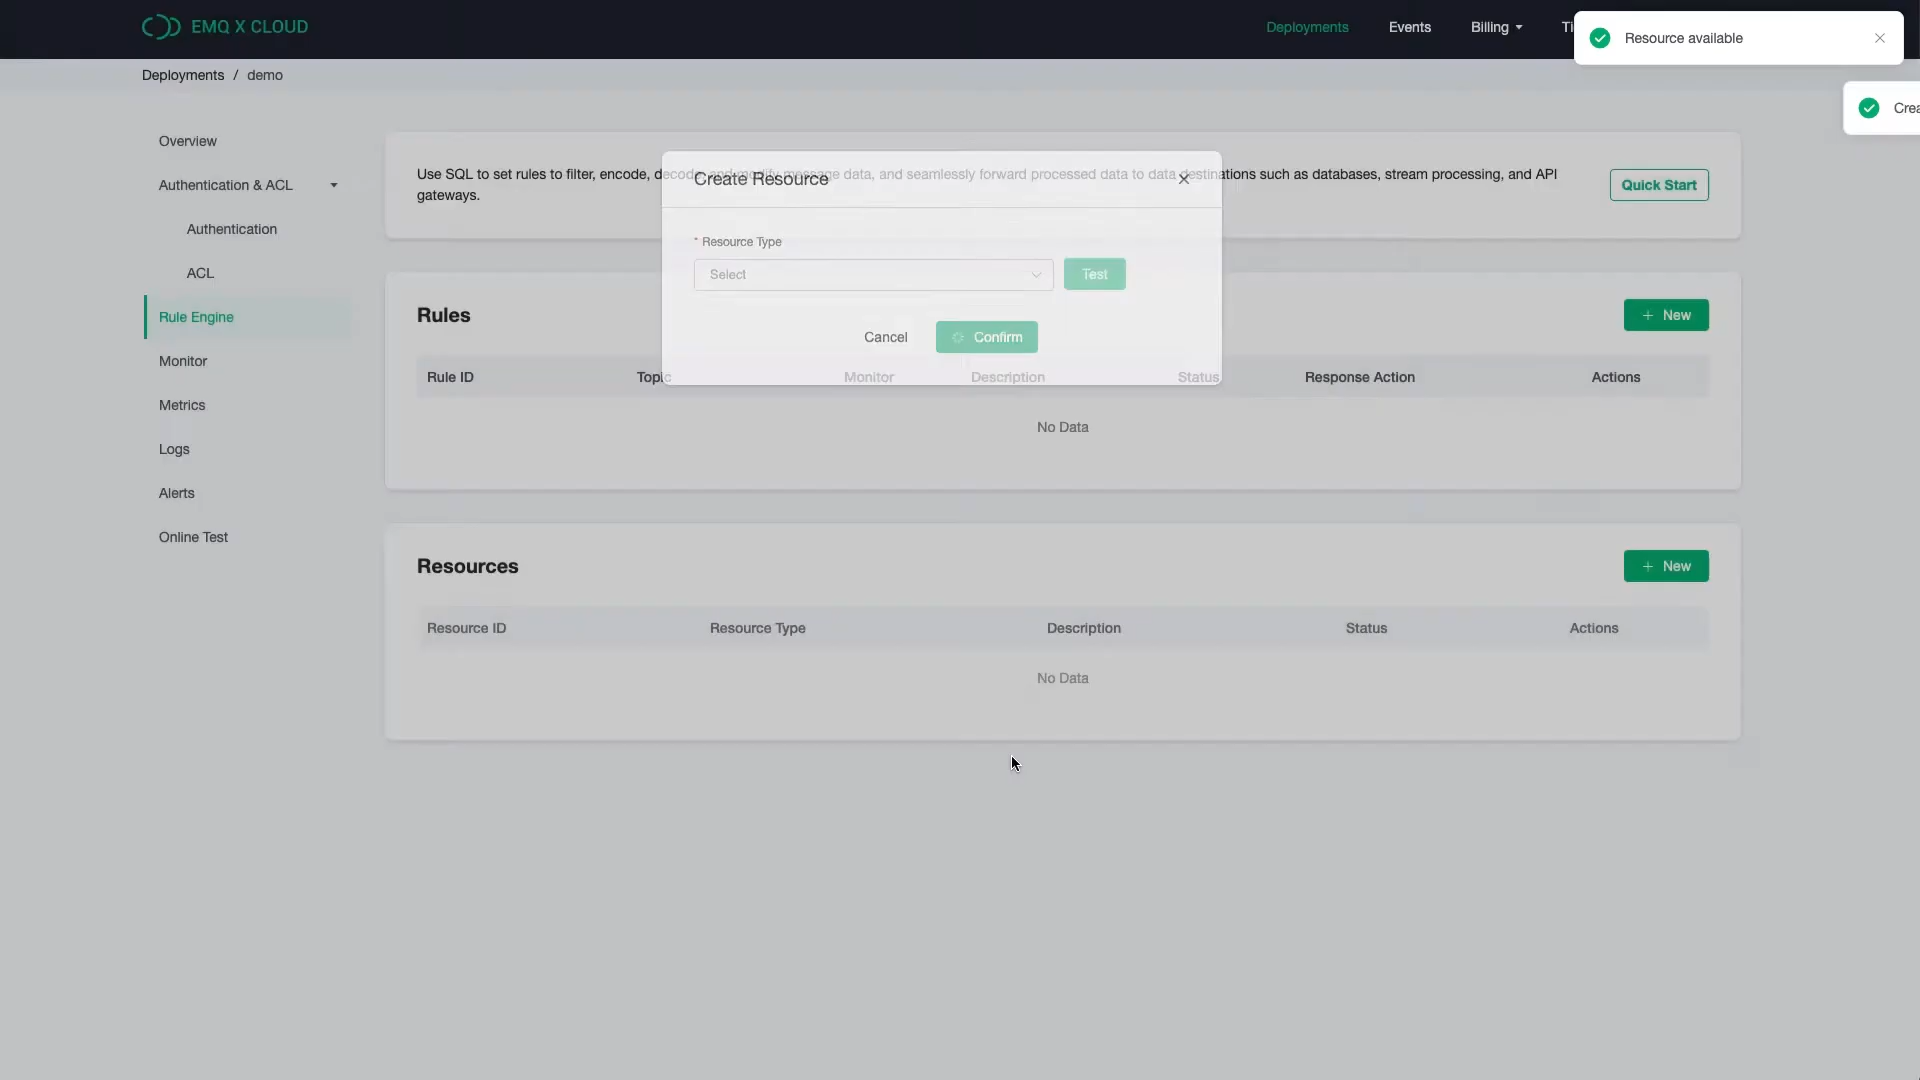 EMQ X CLOUD
Deployments
Events
Billing
Resource available
Deployments / demo
Overview
Authentication & ACL
Authentication
ACL
Rule Engine
Monitor
Metrics
Logs
Alerts
Online Test
Use SQL to set rules to filter, encode, decode, and modify message data, and seamlessly forward processed data to data destinations such as databases, stream processing, and API
gateways.
Quick Start
Create Resource
* Resource Type
Select
Test
Cancel
Confirm
Rules
+ New
Rule ID
Topic
Monitor
Description
Status
Response Action
Actions
No Data
Resources
+ New
Resource ID
Resource Type
Description
Status
Actions
No Data